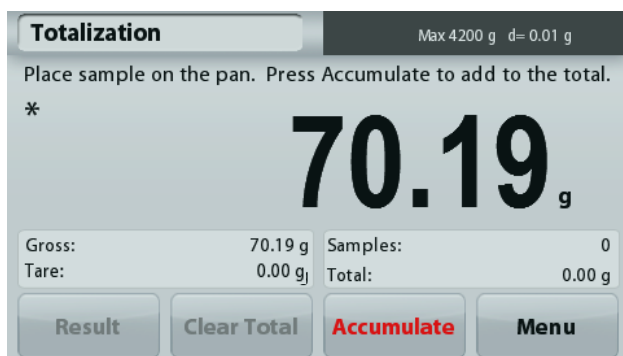 Totalization Max 4200 g d= 0.01 g
Place sample on the pan. Press Accumulate to add to the total.
*
70.19 g
Gross: 70.19 g Samples: 0
Tare: 0.00 g Total: 0.00 g
Result Clear Total Accumulate Menu